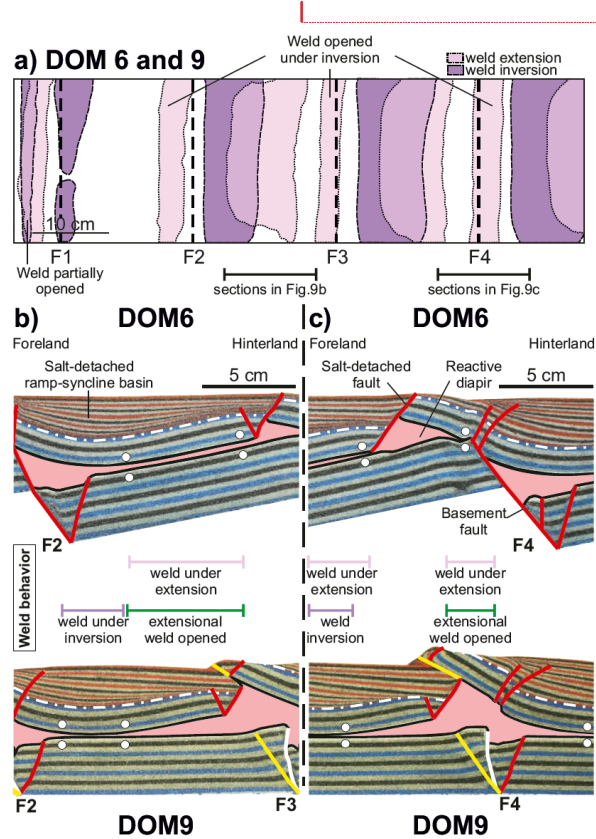 a) DOM 6 and 9
Weld opened
under inversion
weld extension
weld inversion
10 cm
F1
F2
F3
F4
Weld partially
opened
sections in Fig.9b
sections in Fig.9c
b)
DOM6
c)
DOM6
Foreland
Hinterland
Foreland
Hinterland
Salt-detached
ramp-syncline basin
5 cm
Salt-detached
fault
Reactive
diapir
5 cm
Basement
fault
F2
F4
Weld behavior
weld under
extension
weld under
inversion
extensional
weld opened
weld under
extension
weld under
extension
weld
inversion
extensional
weld opened
F2
F3
F4
DOM9
DOM9